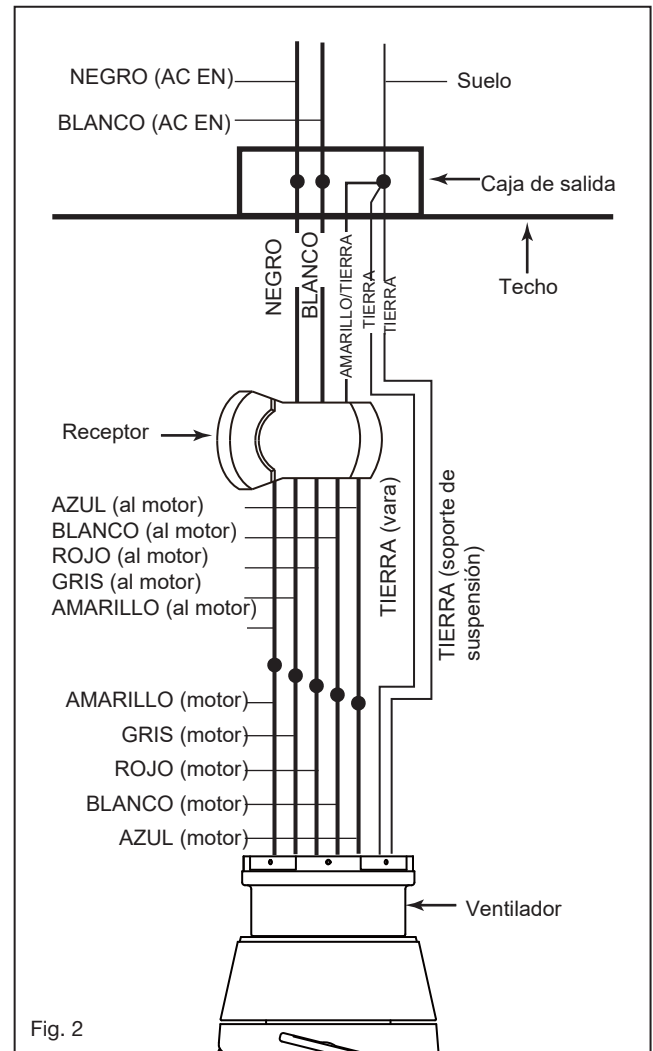 NEGRO (AC EN)
Suelo
BLANCO (AC EN)
Caja de salida
Techo
NEGRO
BLANCO
AMARILLO/TIERRA
TIERRA
TIERRA
Receptor
AZUL (al motor)
BLANCO (al motor)
ROJO (al motor)
GRIS (al motor)
AMARILLO (al motor)
TIERRA (vara)
TIERRA (soporte de
suspensión)
AMARILLO (motor)
GRIS (motor)
ROJO (motor)
BLANCO (motor)
AZUL (motor)
Ventilador
Fig. 2